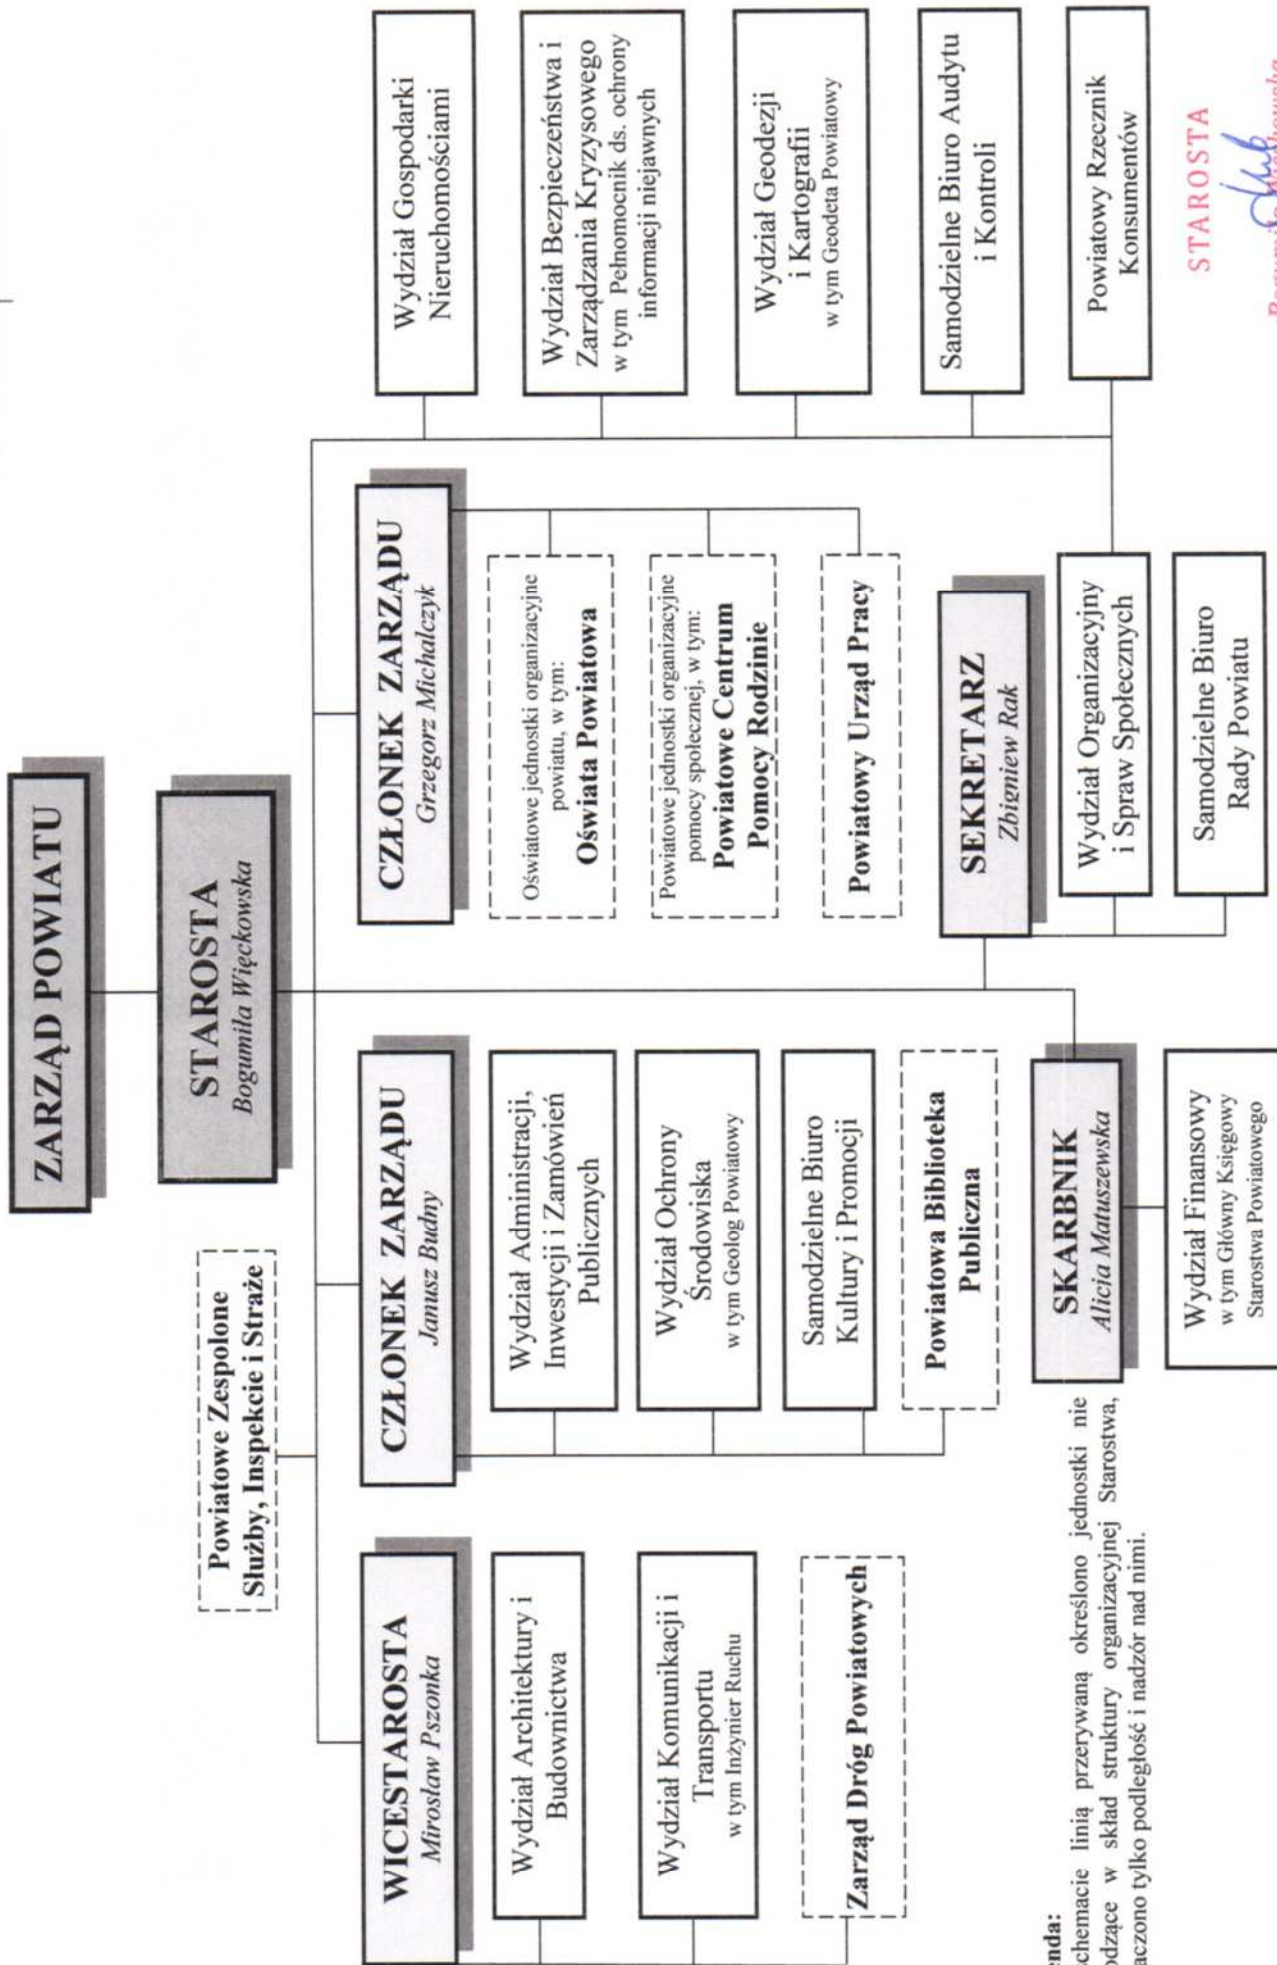 ZARZĄD POWIATU
STAROSTA
Bogumiła Więckowska
Powiatowe Zespolone
Służby, Inspekcie i Straże
WICESTAROSTA
Mirosław Pszonka
Wydział Architektury i
Budownictwa
Wydział Komunikacji i
Transportu
w tym Inżynier Ruchu
Zarząd Dróg Powiatowych
CZŁONEK ZARZĄDU
Janusz Budny
Wydział Administracji,
Inwestycji i Zamówień
Publicznych
Wydział Ochrony
Środowiska
w tym Geolog Powiatowy
Samodzielne Biuro
Kultury i Promocji
Powiatowa Biblioteka
Publiczna
CZŁONEK ZARZĄDU
Grzegorz Michalczyk
Oświatowe jednostki organizacyjne
powiatu, w tym:
Oświata Powiatowa
Powiatowe jednostki organizacyjne
pomocy społecznej, w tym:
Powiatowe Centrum
Pomocy Rodzinie
Powiatowy Urząd Pracy
Wydział Gospodarki
Nieruchomościami
Wydział Bezpieczeństwa i
Zarządzania Kryzysowego
w tym Pełnomocnik ds. ochrony
informacji niejawnych
Wydział Geodezji
i Kartografii
w tym Geodeta Powiatowy
Samodzielne Biuro Audytu
i Kontroli
Powiatowy Rzecznik
Konsumentów
SEKRETARZ
Zbigniew Rak
Wydział Organizacyjny
i Spraw Społecznych
Samodzielne Biuro
Rady Powiatu
SKARBNIK
Alicja Matuszewska
Wydział Finansowy
w tym Główny Księgowy
Starostwa Powiatowego
enda:
schemacie linią przerywaną określono jednostki nie
odzące w skład struktury organizacyjnej Starostwa,
aczono tylko podległość i nadzór nad nimi.
STAROSTA